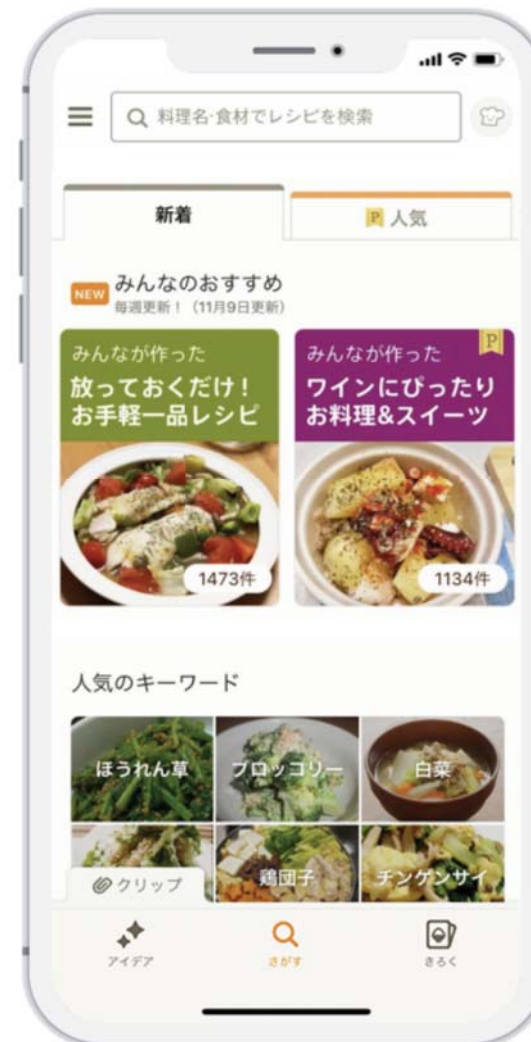 料理名・食材でレシピを検索
新着
P 人気
NEW みんなのおすすめ
毎週更新！（11月9日更新）
みんなが作った
放っておくだけ！
お手軽一品レシピ
1473件
P
みんなが作った
ワインにぴったり
お料理&スイーツ
1134件
人気のキーワード
ほうれん草
ブロッコリー
白菜
鶏団子
チンゲンサイ
クリップ
アイデア
さがす
きろく